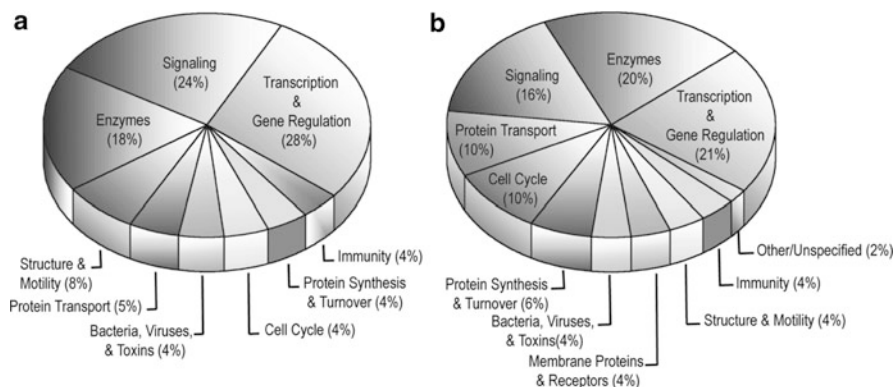 a
Signaling
(24%)
Transcription
&
Gene Regulation
(28%)
Enzymes
(18%)
Structure &
Motility (8%)
Protein Transport (5%)
Bacteria, Viruses,
& Toxins (4%)
Cell Cycle (4%)
Protein Synthesis
& Turnover (4%)
Immunity (4%)
b
Enzymes
(20%)
Signaling
(16%)
Transcription
&
Gene Regulation
(21%)
Protein Transport
(10%)
Cell Cycle
(10%)
Protein Synthesis
& Turnover (6%)
Bacteria, Viruses,
& Toxins(4%)
Membrane Proteins
& Receptors (4%)
Structure & Motility (4%)
Immunity (4%)
Other/Unspecified (2%)